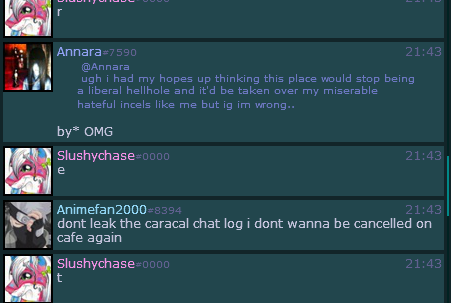 Slushychase#0000 21:43
r
Annara#7590 21:43
@Annara
ugh i had my hopes up thinking this place would stop being
a liberal hellhole and it'd be taken over my miserable
hateful incels like me but ig im wrong..
by* OMG
Slushychase#0000 21:43
e
Animefan2000#8394 21:43
dont leak the caracal chat log i dont wanna be cancelled on
cafe again
Slushychase#0000 21:43
t